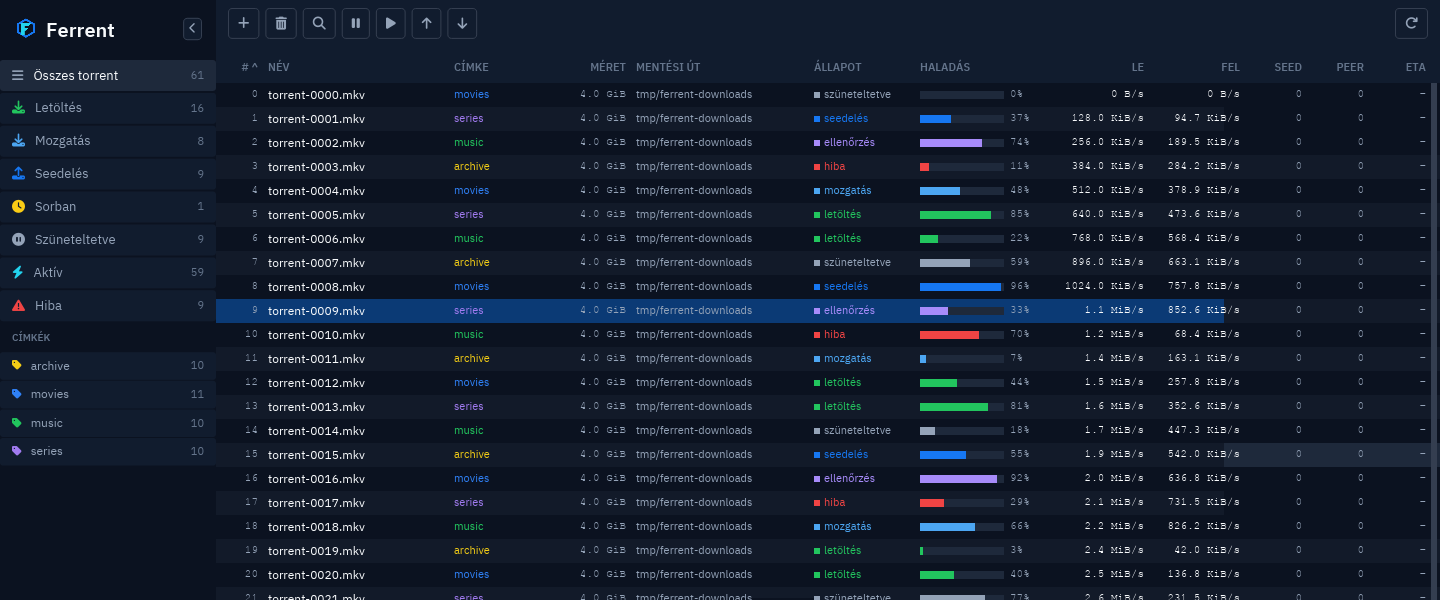 Ferrent
Összes torrent 61
Letöltés 16
Mozgatás 8
Seedelés 9
Sorban 1
Szüneteltetve 9
Aktív 59
Hiba 9
CÍMKÉK
archive 10
movies 11
music 10
series 10
# ^ NÉV CÍMKE MÉRET MENTÉSI ÚT ÁLLAPOT HALADÁS LE FEL SEED PEER ETA
0 torrent-0000.mkv movies 4.0 GiB tmp/ferrent-downloads szüneteltetve 0% 0 B/s 0 B/s 0 0 –
1 torrent-0001.mkv series 4.0 GiB tmp/ferrent-downloads seedelés 37% 128.0 KiB/s 94.7 KiB/s 0 0 –
2 torrent-0002.mkv music 4.0 GiB tmp/ferrent-downloads ellenőrzés 74% 256.0 KiB/s 189.5 KiB/s 0 0 –
3 torrent-0003.mkv archive 4.0 GiB tmp/ferrent-downloads hiba 11% 384.0 KiB/s 284.2 KiB/s 0 0 –
4 torrent-0004.mkv movies 4.0 GiB tmp/ferrent-downloads mozgatás 48% 512.0 KiB/s 378.9 KiB/s 0 0 –
5 torrent-0005.mkv series 4.0 GiB tmp/ferrent-downloads letöltés 85% 640.0 KiB/s 473.6 KiB/s 0 0 –
6 torrent-0006.mkv music 4.0 GiB tmp/ferrent-downloads letöltés 22% 768.0 KiB/s 568.4 KiB/s 0 0 –
7 torrent-0007.mkv archive 4.0 GiB tmp/ferrent-downloads szüneteltetve 59% 896.0 KiB/s 663.1 KiB/s 0 0 –
8 torrent-0008.mkv movies 4.0 GiB tmp/ferrent-downloads seedelés 96% 1024.0 KiB/s 757.8 KiB/s 0 0 –
9 torrent-0009.mkv series 4.0 GiB tmp/ferrent-downloads ellenőrzés 33% 1.1 MiB/s 852.6 KiB/s 0 0 –
10 torrent-0010.mkv music 4.0 GiB tmp/ferrent-downloads hiba 70% 1.2 MiB/s 68.4 KiB/s 0 0 –
11 torrent-0011.mkv archive 4.0 GiB tmp/ferrent-downloads mozgatás 7% 1.4 MiB/s 163.1 KiB/s 0 0 –
12 torrent-0012.mkv movies 4.0 GiB tmp/ferrent-downloads letöltés 44% 1.5 MiB/s 257.8 KiB/s 0 0 –
13 torrent-0013.mkv series 4.0 GiB tmp/ferrent-downloads letöltés 81% 1.6 MiB/s 352.6 KiB/s 0 0 –
14 torrent-0014.mkv music 4.0 GiB tmp/ferrent-downloads szüneteltetve 18% 1.7 MiB/s 447.3 KiB/s 0 0 –
15 torrent-0015.mkv archive 4.0 GiB tmp/ferrent-downloads seedelés 55% 1.9 MiB/s 542.0 KiB/s 0 0 –
16 torrent-0016.mkv movies 4.0 GiB tmp/ferrent-downloads ellenőrzés 92% 2.0 MiB/s 636.8 KiB/s 0 0 –
17 torrent-0017.mkv series 4.0 GiB tmp/ferrent-downloads hiba 29% 2.1 MiB/s 731.5 KiB/s 0 0 –
18 torrent-0018.mkv music 4.0 GiB tmp/ferrent-downloads mozgatás 66% 2.2 MiB/s 826.2 KiB/s 0 0 –
19 torrent-0019.mkv archive 4.0 GiB tmp/ferrent-downloads letöltés 3% 2.4 MiB/s 42.0 KiB/s 0 0 –
20 torrent-0020.mkv movies 4.0 GiB tmp/ferrent-downloads letöltés 40% 2.5 MiB/s 136.8 KiB/s 0 0 –
21 torrent-0021.mkv series 4.0 GiB tmp/ferrent-downloads szüneteltetve 77% 2.6 MiB/s 231.5 KiB/s 0 0 –